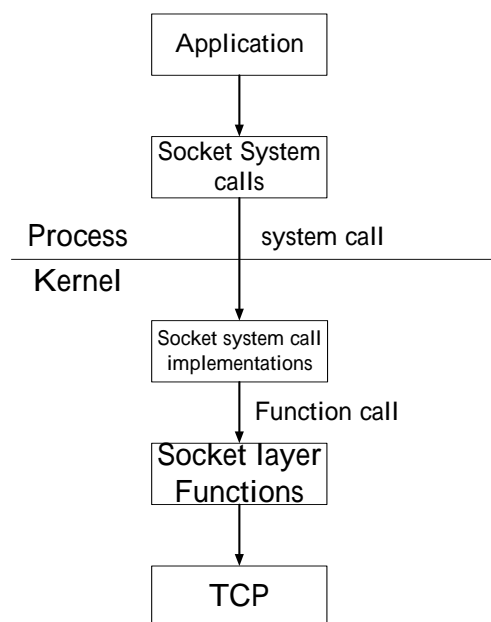 Application
Socket System
calls
Process
system call
Kernel
Socket system call
implementations
Function call
Socket layer
Functions
TCP